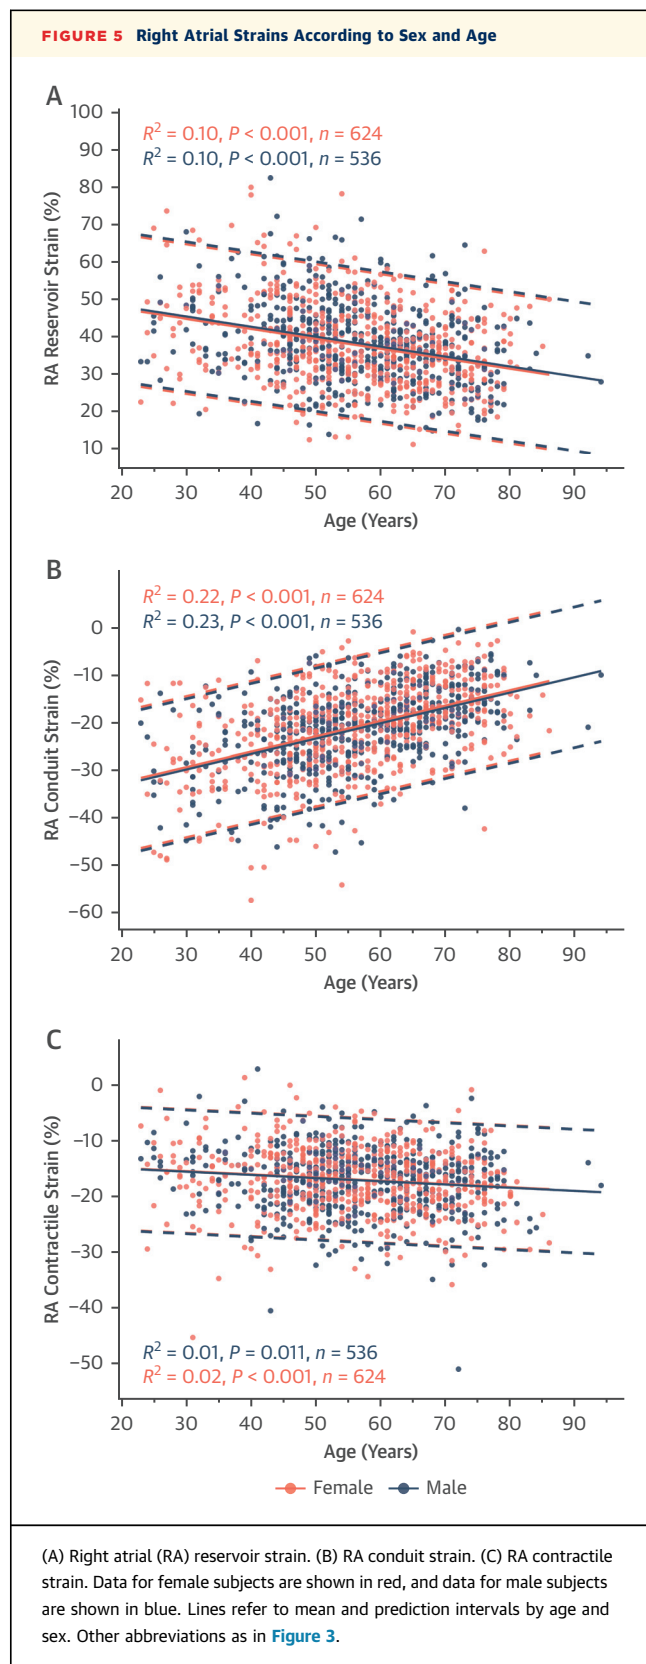 FIGURE 5 Right Atrial Strains According to Sex and Age
A
R² = 0.10, P < 0.001, n = 624
R² = 0.10, P < 0.001, n = 536
RA Reservoir Strain (%)
100
90
80
70
60
50
40
30
20
10
20 30 40 50 60 70 80 90
Age (Years)
B
R² = 0.22, P < 0.001, n = 624
R² = 0.23, P < 0.001, n = 536
RA Conduit Strain (%)
0
−10
−20
−30
−40
−50
−60
20 30 40 50 60 70 80 90
Age (Years)
C
RA Contractile Strain (%)
0
−10
−20
−30
−40
−50
R² = 0.01, P = 0.011, n = 536
R² = 0.02, P < 0.001, n = 624
20 30 40 50 60 70 80 90
Age (Years)
Female Male
(A) Right atrial (RA) reservoir strain. (B) RA conduit strain. (C) RA contractile
strain. Data for female subjects are shown in red, and data for male subjects
are shown in blue. Lines refer to mean and prediction intervals by age and
sex. Other abbreviations as in Figure 3.